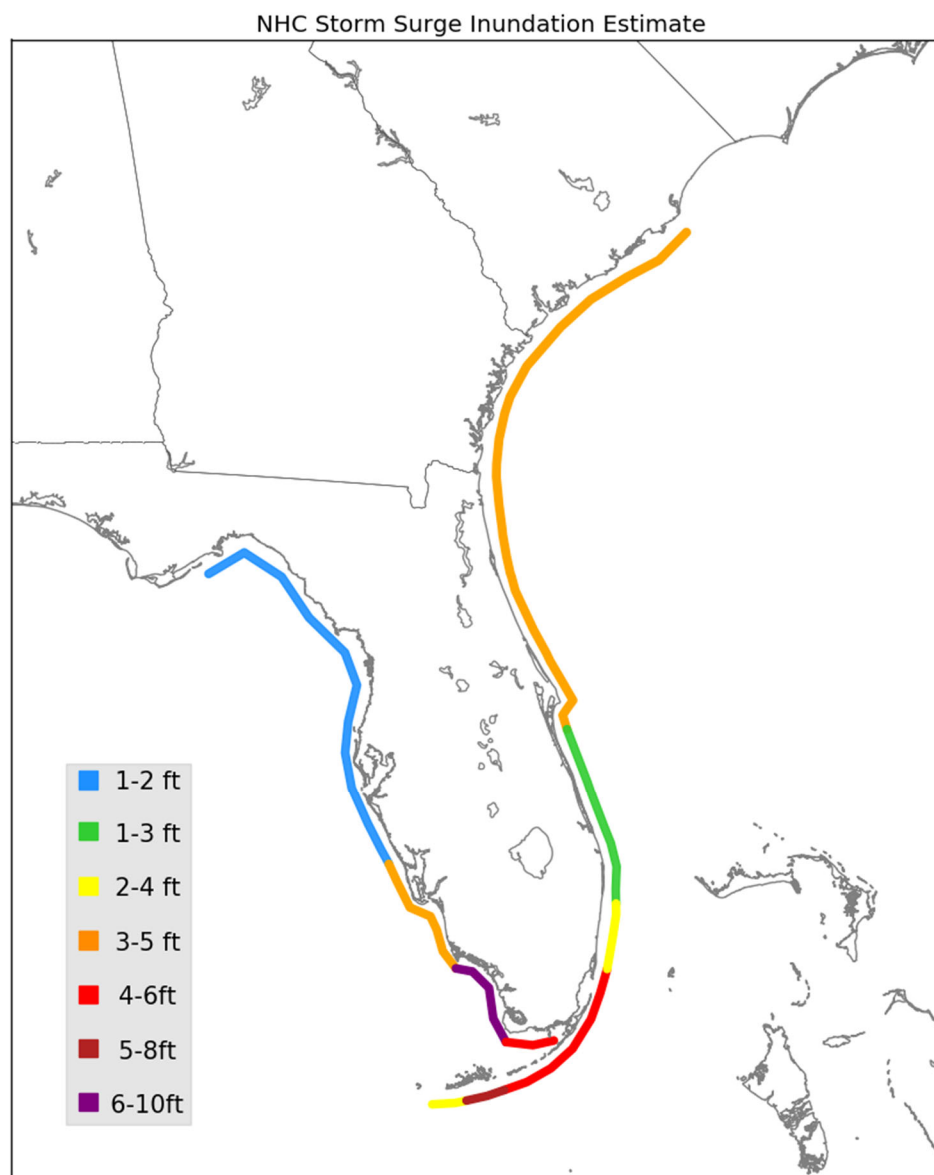 NHC Storm Surge Inundation Estimate
1-2 ft
1-3 ft
2-4 ft
3-5 ft
4-6ft
5-8ft
6-10ft